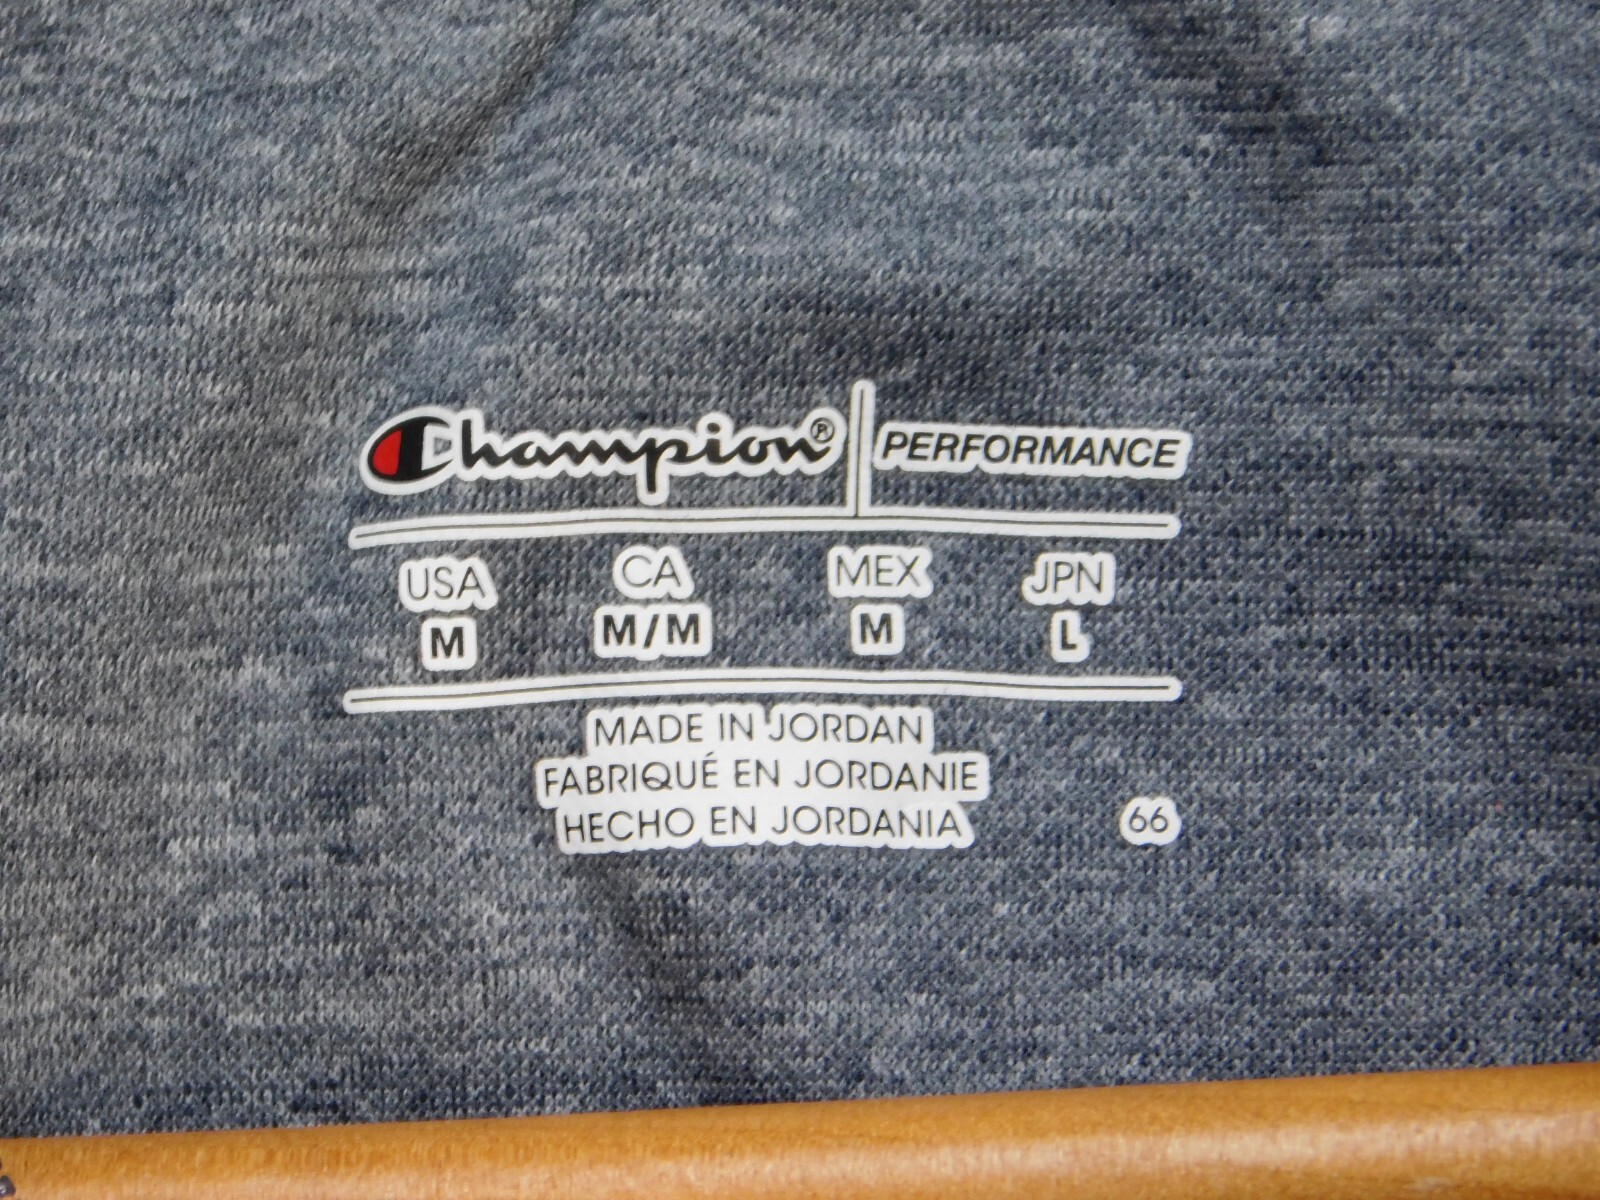 Champion® PERFORMANCE
USA CA MEX JPN
M M/M M L
MADE IN JORDAN
FABRIQUÉ EN JORDANIE
HECHO EN JORDANIA 66